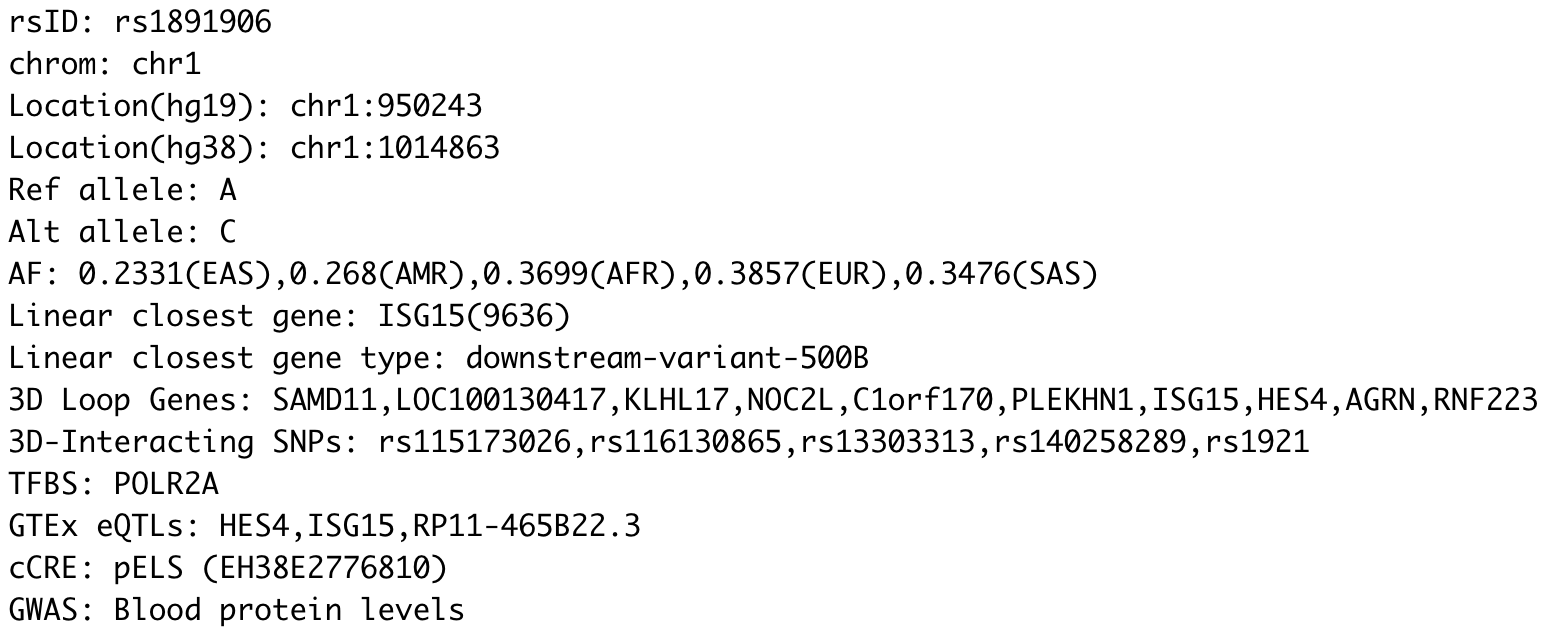 rsID: rs1891906
chrom: chr1
Location(hg19): chr1:950243
Location(hg38): chr1:1014863
Ref allele: A
Alt allele: C
AF: 0.2331(EAS),0.268(AMR),0.3699(AFR),0.3857(EUR),0.3476(SAS)
Linear closest gene: ISG15(9636)
Linear closest gene type: downstream-variant-500B
3D Loop Genes: SAMD11,LOC100130417,KLHL17,NOC2L,C1orf170,PLEKHN1,ISG15,HES4,AGRN,RNF223
3D-Interacting SNPs: rs115173026,rs116130865,rs13303313,rs140258289,rs1921
TFBS: POLR2A
GTEx eQTLs: HES4,ISG15,RP11-465B22.3
cCRE: pELS (EH38E2776810)
GWAS: Blood protein levels